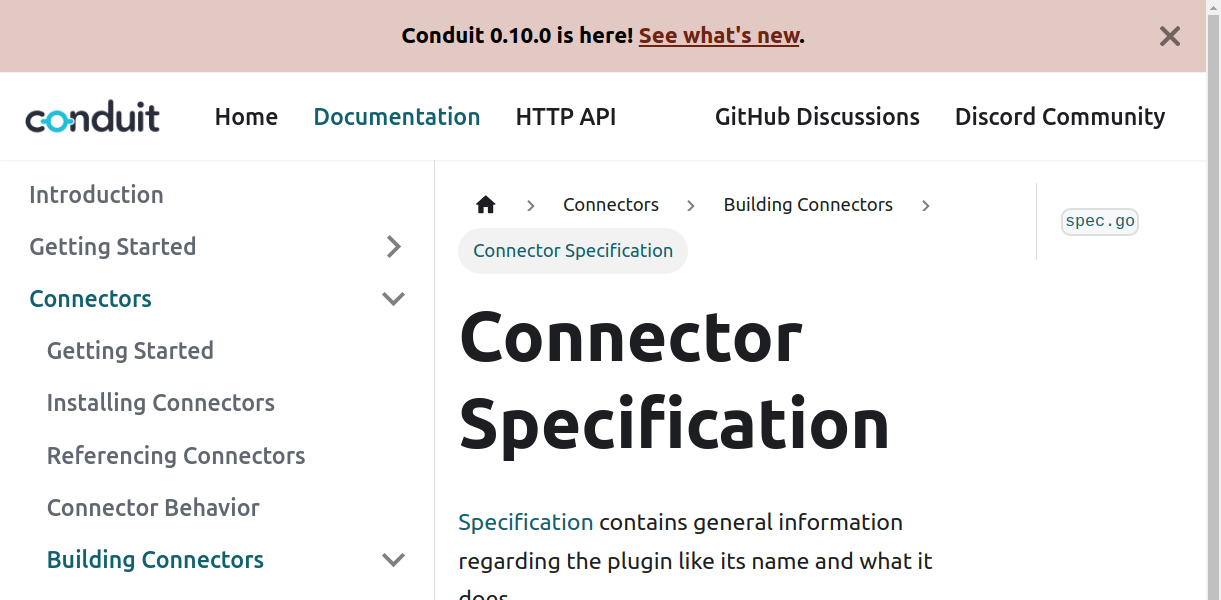 Conduit 0.10.0 is here! See what's new.
conduit
Home
Documentation
HTTP API
GitHub Discussions
Discord Community
Introduction
Getting Started
Connectors
Getting Started
Installing Connectors
Referencing Connectors
Connector Behavior
Building Connectors
Connectors
Building Connectors
Connector Specification
Connector
Specification
Specification contains general information
regarding the plugin like its name and what it
does.
spec.go